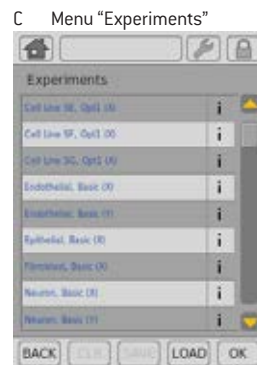 C Menu “Experiments”
Experiments
Cell Line SE, Opt1 (X)
i
Cell Line SF, Opt1 (X)
i
Cell Line SG, Opt1 (X)
i
Endothelial, Basic (X)
i
Endothelial, Basic (Y)
i
Epithelial, Basic (X)
i
Fibroblast, Basic (X)
i
Neuron, Basic (X)
i
Neuron, Basic (Y)
i
BACK CLR SAVE LOAD OK